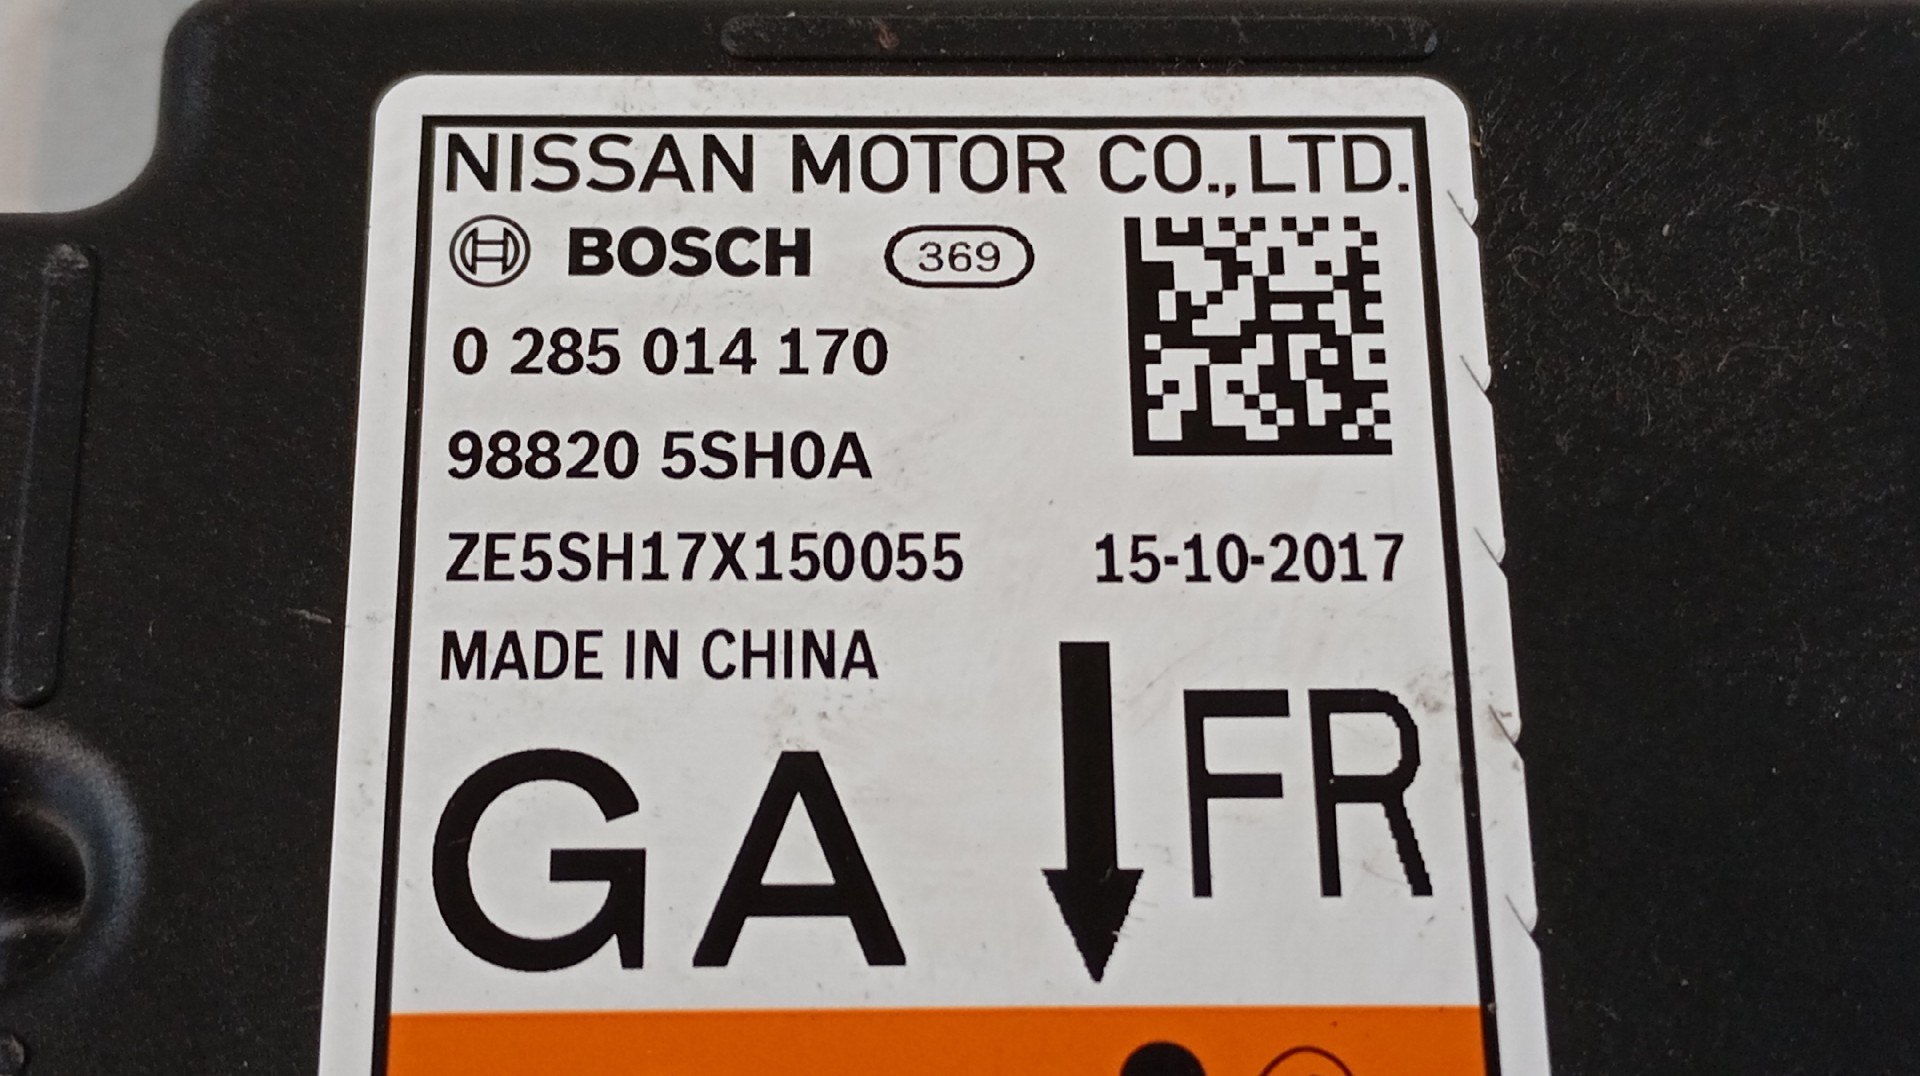 NISSAN MOTOR CO.,LTD.
BOSCH 369
0 285 014 170
98820 5SH0A
ZE5SH17X150055 15-10-2017
MADE IN CHINA
GA FR